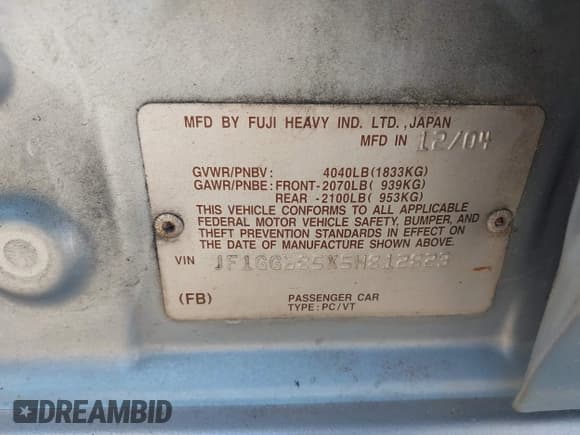 MFD BY FUJI HEAVY IND. LTD.,JAPAN
MFD IN 12/04
GVWR/PNBV: 4040LB(1833KG)
GAWR/PNBE: FRONT-2070LB( 939KG)
REAR -2100LB( 953KG)
THIS VEHICLE CONFORMS TO ALL APPLICABLE
FEDERAL MOTOR VEHICLE SAFETY, BUMPER, AND
THEFT PREVENTION STANDARDS IN EFFECT ON
THE DATE OF MANUFACTURE SHOWN ABOVE.
VIN
(FB) PASSENGER CAR
TYPE:PC/VT
DREAMBID